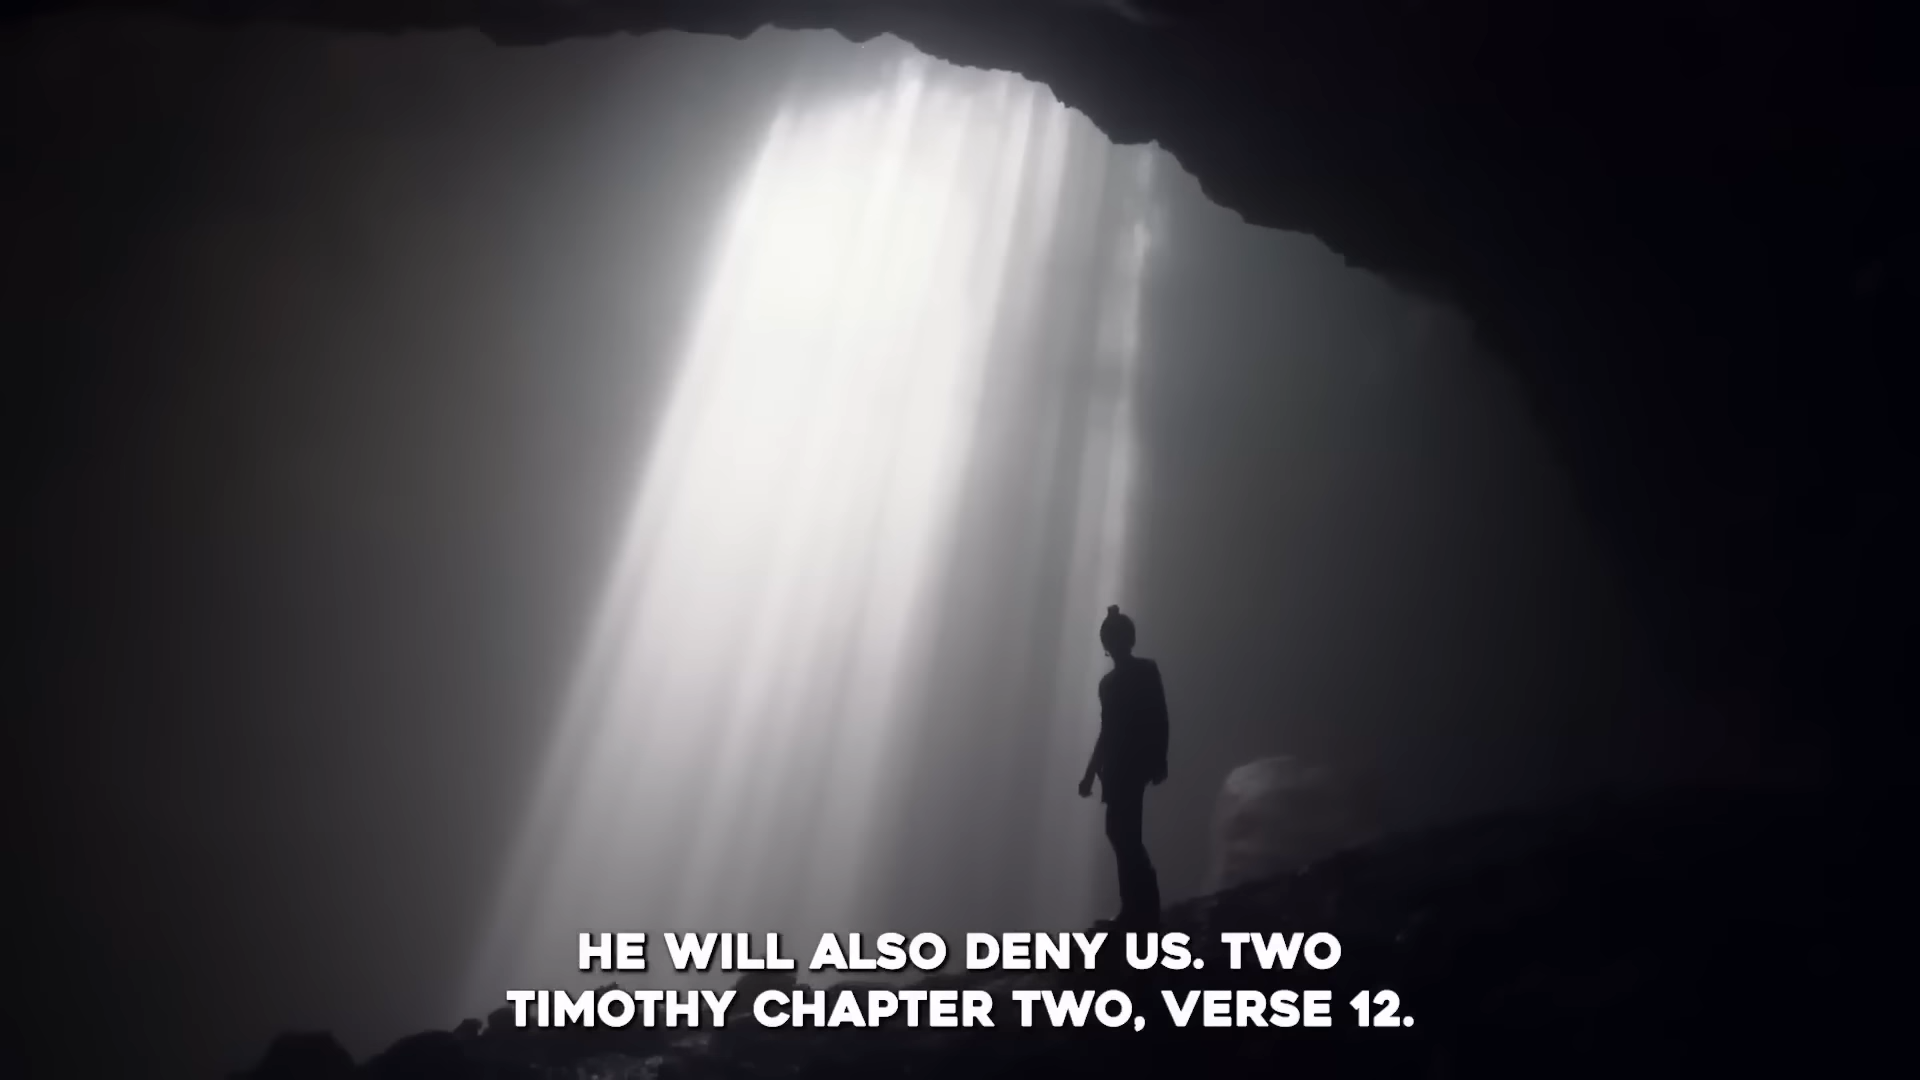 HE WILL ALSO DENY US. TWO
TIMOTHY CHAPTER TWO, VERSE 12.